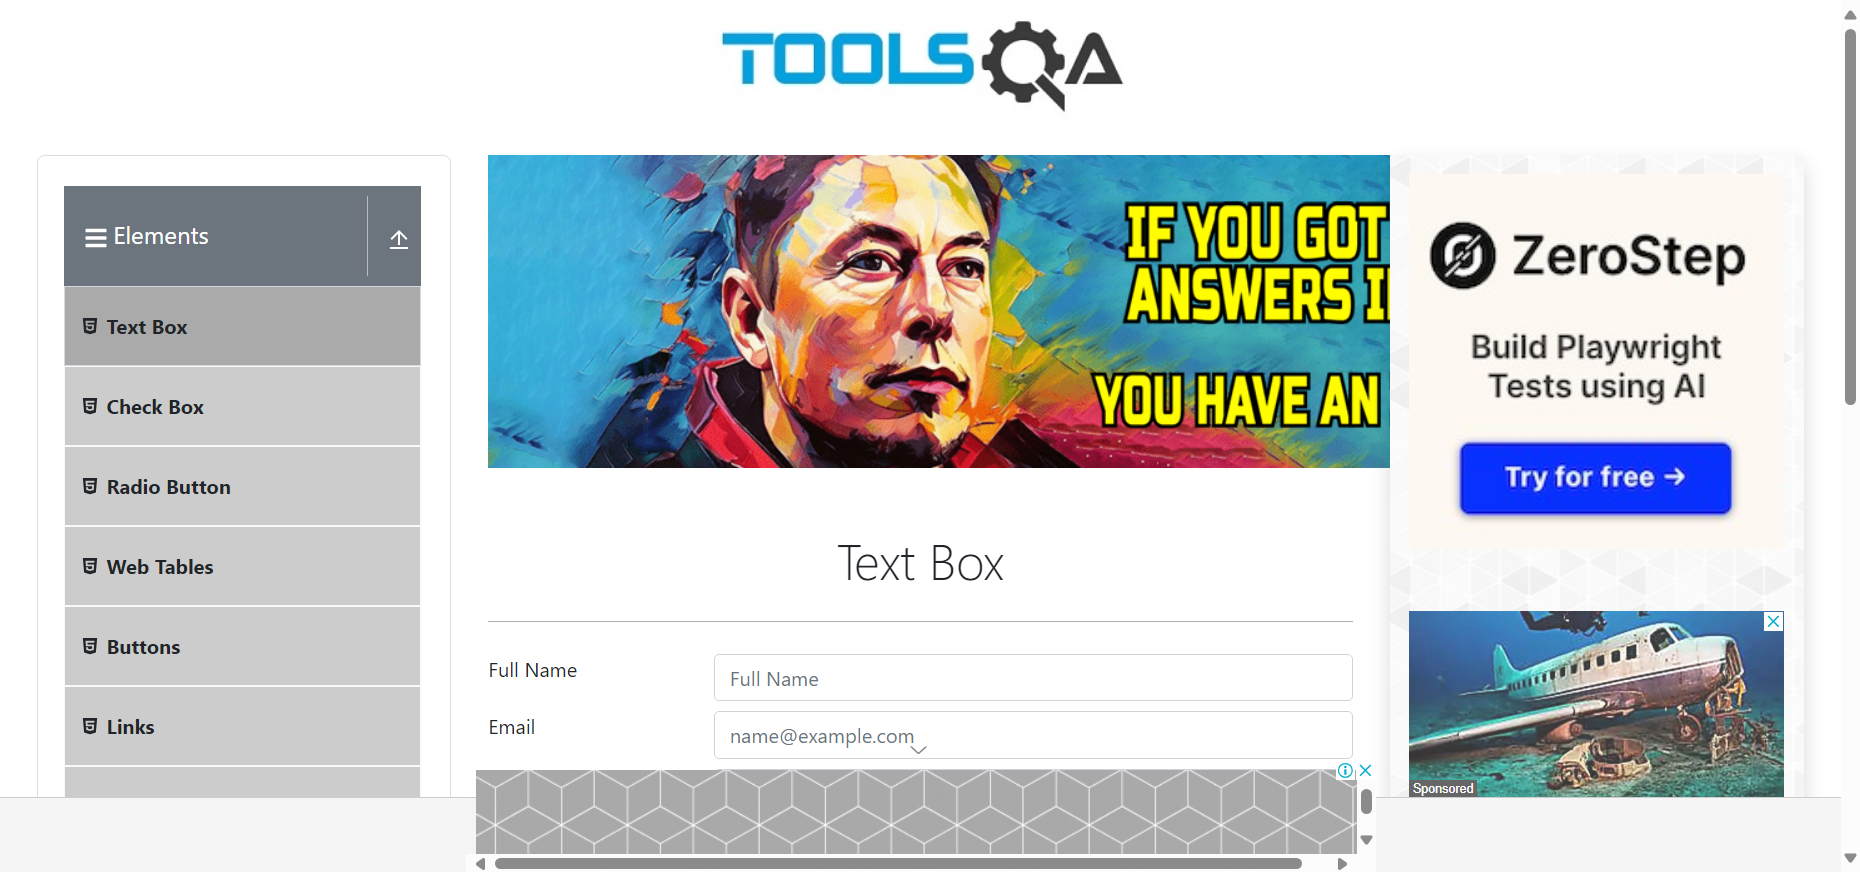 TOOLSQA
Elements
Text Box
Check Box
Radio Button
Web Tables
Buttons
Links
IF YOU GOT
ANSWERS I
YOU HAVE AN
Text Box
Full Name
Full Name
Email
name@example.com
ZeroStep
Build Playwright
Tests using AI
Try for free →
Sponsored